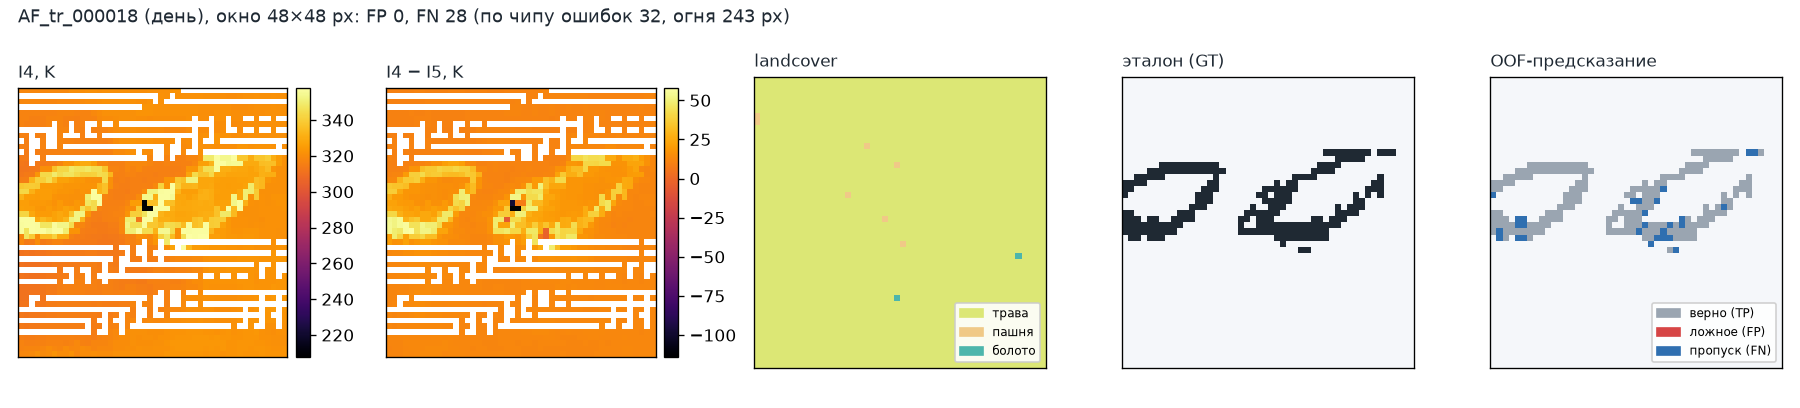 AF_tr_000018 (день), окно 48×48 px: FP 0, FN 28 (по чипу ошибок 32, огня 243 px)
I4, K
340
320
300
280
260
240
220
I4 − I5, K
50
25
0
−25
−50
−75
−100
landcover
трава
пашня
болото
эталон (GT)
OOF-предсказание
верно (TP)
ложное (FP)
пропуск (FN)